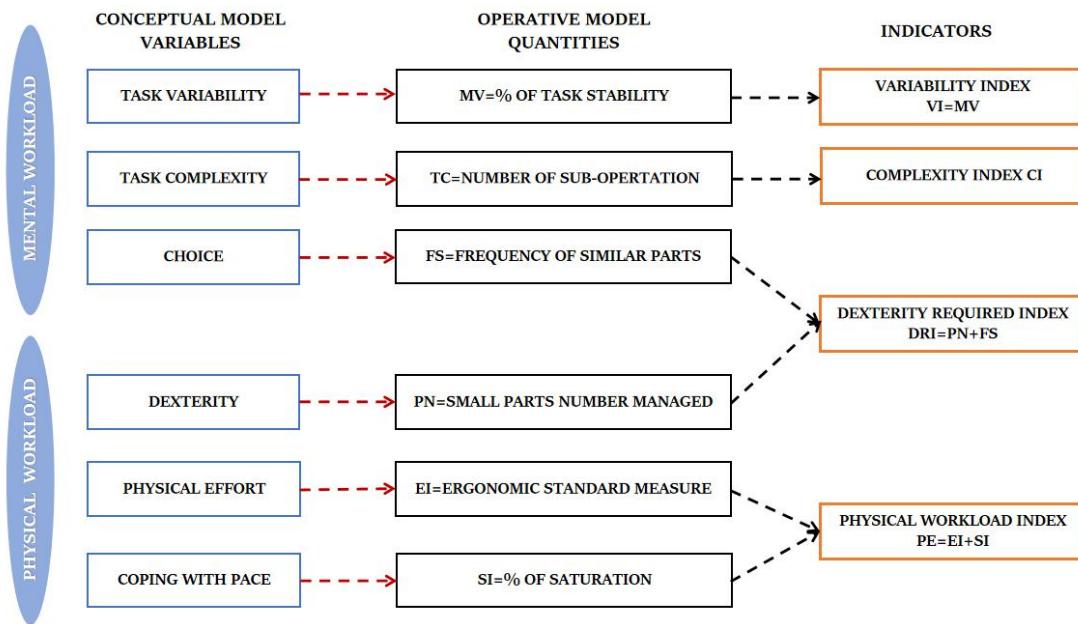 CONCEPTUAL MODEL
VARIABLES
OPERATIVE MODEL
QUANTITIES
INDICATORS
MENTAL WORKLOAD
TASK VARIABILITY
MV=% OF TASK STABILITY
VARIABILITY INDEX
VI=MV
TASK COMPLEXITY
TC=NUMBER OF SUB-OPERTATION
COMPLEXITY INDEX CI
CHOICE
FS=FREQUENCY OF SIMILAR PARTS
DEXTERITY REQUIRED INDEX
DRI=PN+FS
PHYSICAL WORKLOAD
DEXTERITY
PN=SMALL PARTS NUMBER MANAGED
PHYSICAL EFFORT
EI=ERGONOMIC STANDARD MEASURE
PHYSICAL WORKLOAD INDEX
PE=EI+SI
COPING WITH PACE
SI=% OF SATURATION